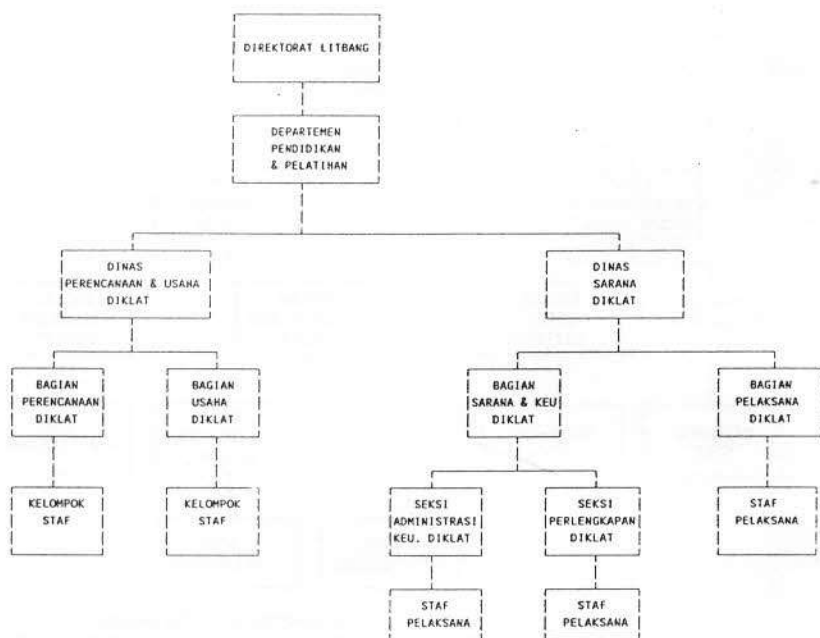 DIREKTORAT LITBANG
DEPARTEMEN
PENDIDIKAN
& PELATIHAN
DINAS
PERENCANAAN & USAHA
DIKLAT
DINAS
SARANA
DIKLAT
BAGIAN
PERENCANAAN
DIKLAT
BAGIAN
USAHA
DIKLAT
BAGIAN
SARANA & KEU
DIKLAT
BAGIAN
PELAKSANA
DIKLAT
KELOMPOK
STAF
KELOMPOK
STAF
SEKSI
ADMINISTRASI
KEU. DIKLAT
SEKSI
PERLENGKAPAN
DIKLAT
STAF
PELAKSANA
STAF
PELAKSANA
STAF
PELAKSANA